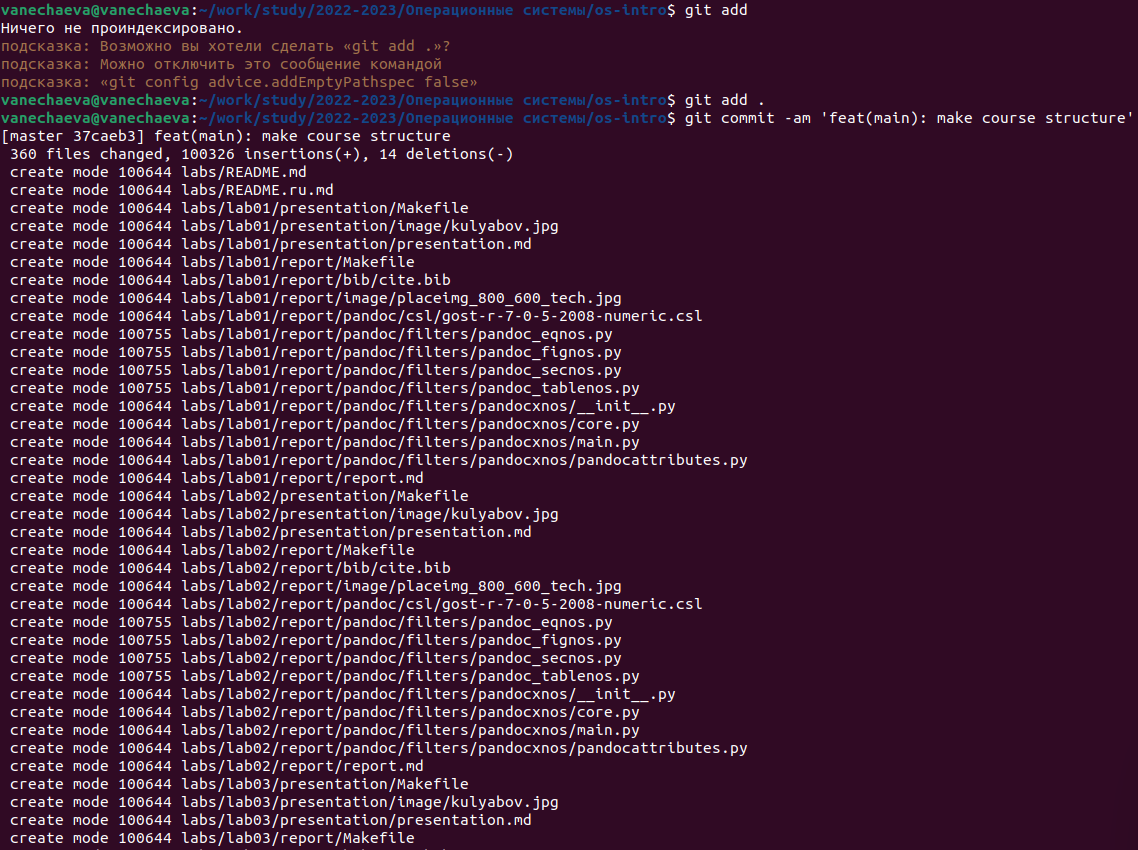 vanechaeva@vanechaeva:~/work/study/2022-2023/Операционные системы/os-intro$ git add
Ничего не проиндексировано.
подсказка: Возможно вы хотели сделать «git add .»?
подсказка: Можно отключить это сообщение командой
подсказка: «git config advice.addEmptyPathspec false»
vanechaeva@vanechaeva:~/work/study/2022-2023/Операционные системы/os-intro$ git add .
vanechaeva@vanechaeva:~/work/study/2022-2023/Операционные системы/os-intro$ git commit -am 'feat(main): make course structure'
[master 37caeb3] feat(main): make course structure
 360 files changed, 100326 insertions(+), 14 deletions(-)
 create mode 100644 labs/README.md
 create mode 100644 labs/README.ru.md
 create mode 100644 labs/lab01/presentation/Makefile
 create mode 100644 labs/lab01/presentation/image/kulyabov.jpg
 create mode 100644 labs/lab01/presentation/presentation.md
 create mode 100644 labs/lab01/report/Makefile
 create mode 100644 labs/lab01/report/bib/cite.bib
 create mode 100644 labs/lab01/report/image/placeimg_800_600_tech.jpg
 create mode 100644 labs/lab01/report/pandoc/csl/gost-r-7-0-5-2008-numeric.csl
 create mode 100755 labs/lab01/report/pandoc/filters/pandoc_eqnos.py
 create mode 100755 labs/lab01/report/pandoc/filters/pandoc_fignos.py
 create mode 100755 labs/lab01/report/pandoc/filters/pandoc_secnos.py
 create mode 100755 labs/lab01/report/pandoc/filters/pandoc_tablenos.py
 create mode 100644 labs/lab01/report/pandoc/filters/pandocxnos/__init__.py
 create mode 100644 labs/lab01/report/pandoc/filters/pandocxnos/core.py
 create mode 100644 labs/lab01/report/pandoc/filters/pandocxnos/main.py
 create mode 100644 labs/lab01/report/pandoc/filters/pandocxnos/pandocattributes.py
 create mode 100644 labs/lab01/report/report.md
 create mode 100644 labs/lab02/presentation/Makefile
 create mode 100644 labs/lab02/presentation/image/kulyabov.jpg
 create mode 100644 labs/lab02/presentation/presentation.md
 create mode 100644 labs/lab02/report/Makefile
 create mode 100644 labs/lab02/report/bib/cite.bib
 create mode 100644 labs/lab02/report/image/placeimg_800_600_tech.jpg
 create mode 100644 labs/lab02/report/pandoc/csl/gost-r-7-0-5-2008-numeric.csl
 create mode 100755 labs/lab02/report/pandoc/filters/pandoc_eqnos.py
 create mode 100755 labs/lab02/report/pandoc/filters/pandoc_fignos.py
 create mode 100755 labs/lab02/report/pandoc/filters/pandoc_secnos.py
 create mode 100755 labs/lab02/report/pandoc/filters/pandoc_tablenos.py
 create mode 100644 labs/lab02/report/pandoc/filters/pandocxnos/__init__.py
 create mode 100644 labs/lab02/report/pandoc/filters/pandocxnos/core.py
 create mode 100644 labs/lab02/report/pandoc/filters/pandocxnos/main.py
 create mode 100644 labs/lab02/report/pandoc/filters/pandocxnos/pandocattributes.py
 create mode 100644 labs/lab02/report/report.md
 create mode 100644 labs/lab03/presentation/Makefile
 create mode 100644 labs/lab03/presentation/image/kulyabov.jpg
 create mode 100644 labs/lab03/presentation/presentation.md
 create mode 100644 labs/lab03/report/Makefile